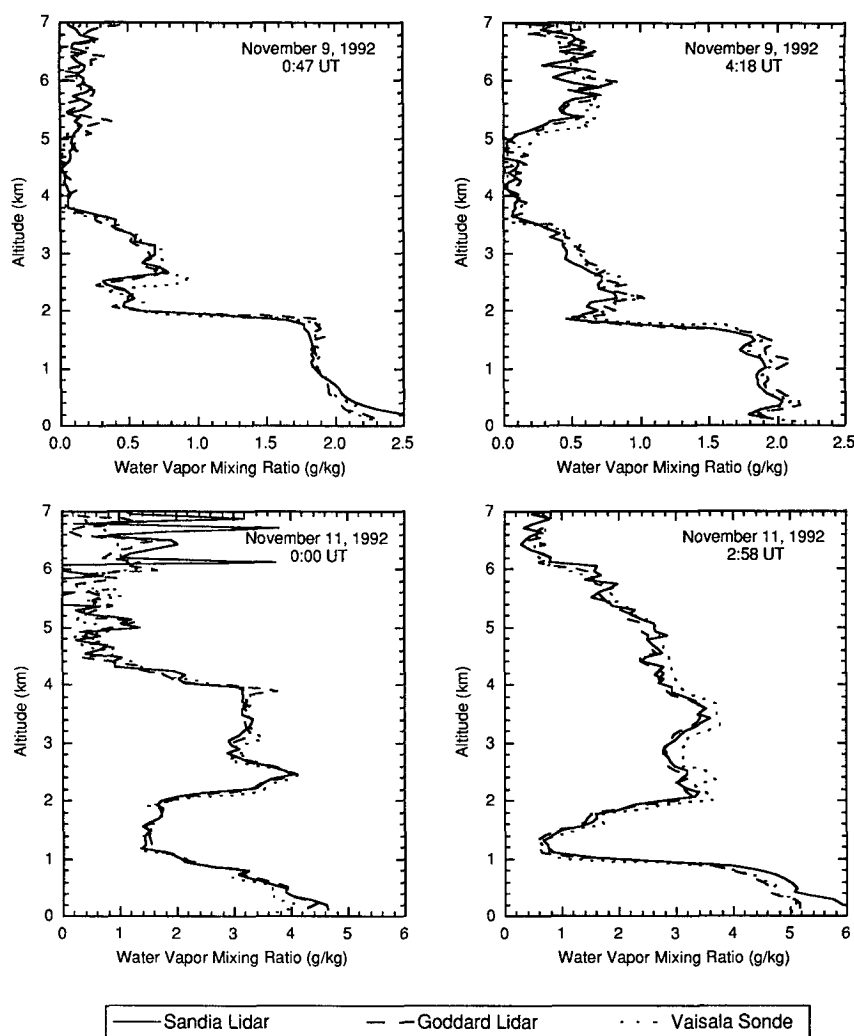 November 9, 1992
0:47 UT
7
6
5
4
3
2
1
0
Altitude (km)
0.0 0.5 1.0 1.5 2.0 2.5
Water Vapor Mixing Ratio (g/kg)
November 9, 1992
4:18 UT
7
6
5
4
3
2
1
0
Altitude (km)
0.0 0.5 1.0 1.5 2.0 2.5
Water Vapor Mixing Ratio (g/kg)
November 11, 1992
0:00 UT
7
6
5
4
3
2
1
0
Altitude (km)
0 1 2 3 4 5 6
Water Vapor Mixing Ratio (g/kg)
November 11, 1992
2:58 UT
7
6
5
4
3
2
1
0
Altitude (km)
0 1 2 3 4 5 6
Water Vapor Mixing Ratio (g/kg)
Sandia Lidar Goddard Lidar Vaisala Sonde